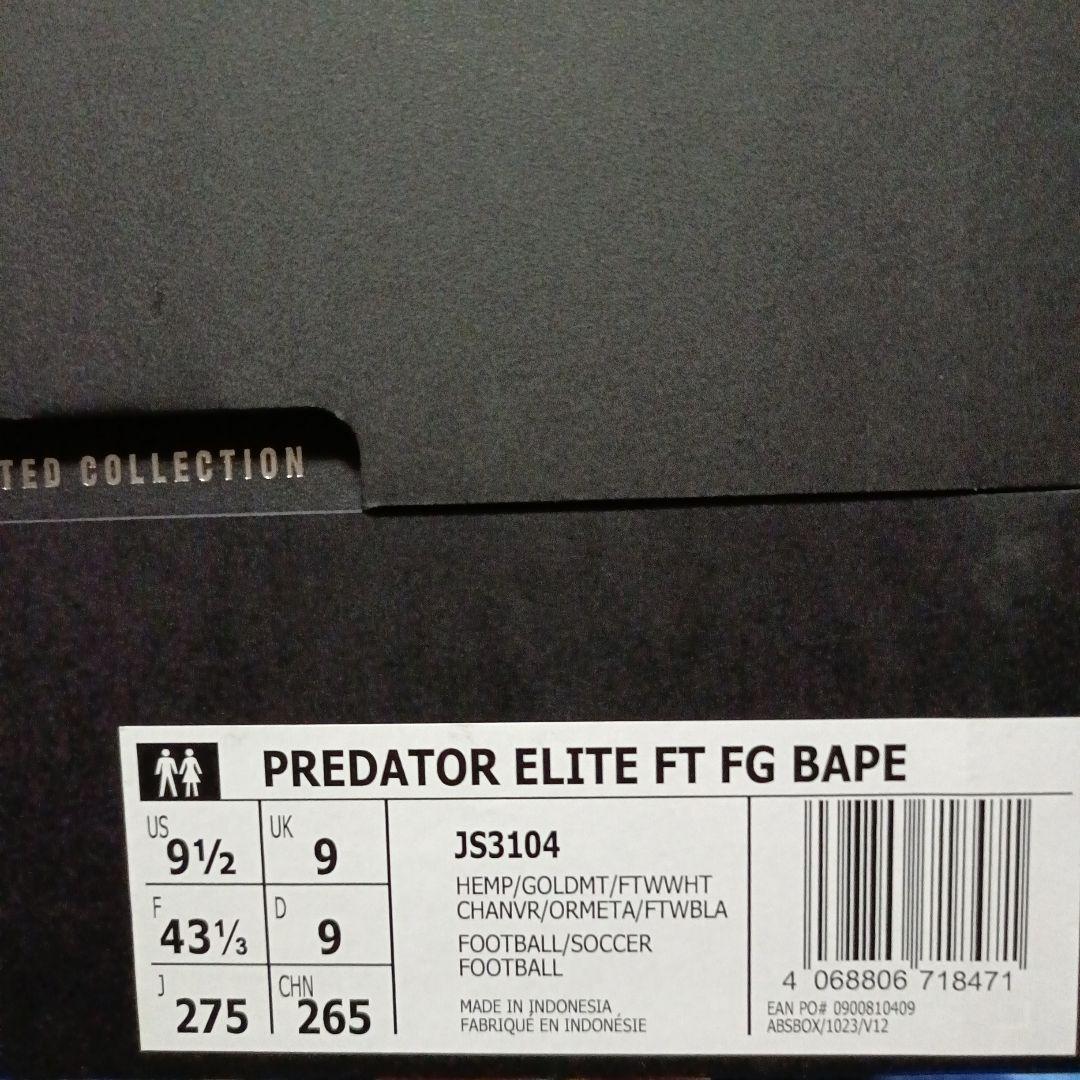 TED COLLECTION
PREDATOR ELITE FT FG BAPE
US 9½
UK 9
F 43⅓
D 9
J 275
CHN 265
JS3104
HEMP/GOLDMT/FTWWHT
CHANVR/ORMETA/FTWBLA
FOOTBALL/SOCCER
FOOTBALL
MADE IN INDONESIA
FABRIQUÉ EN INDONÉSIE
4 068806 718471
EAN PO# 0900810409
ABSBOX/1023/V12